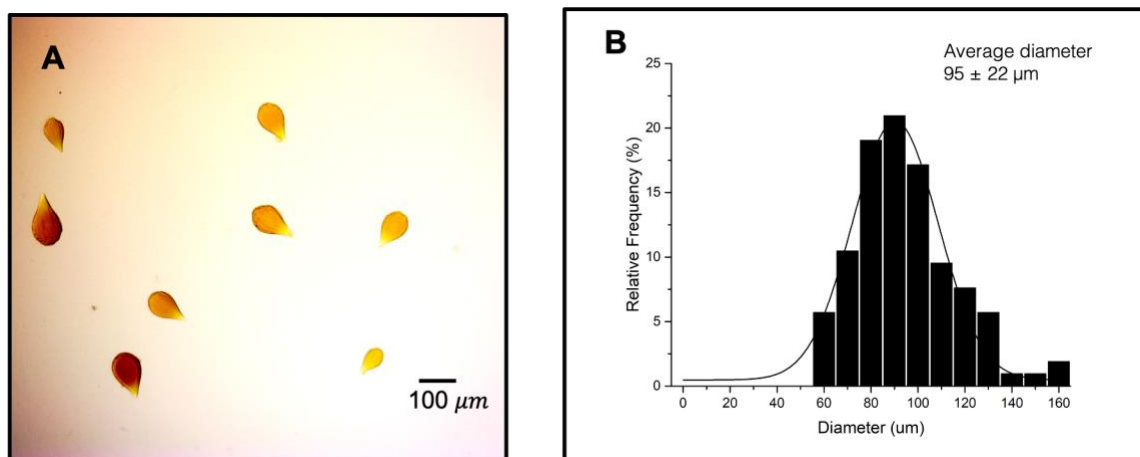 A
100 μm
B
Average diameter
95 ± 22 μm
Relative Frequency (%)
25
20
15
10
5
0
0 20 40 60 80 100 120 140 160
Diameter (um)